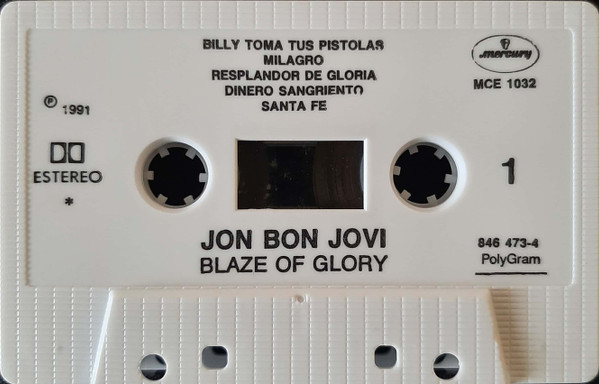 BILLY TOMA TUS PISTOLAS
MILAGRO
RESPLANDOR DE GLORIA
DINERO SANGRIENTO
SANTA FE
mercury
MCE 1032
℗ 1991
ESTEREO
*
1
JON BON JOVI
BLAZE OF GLORY
846 473-4
PolyGram